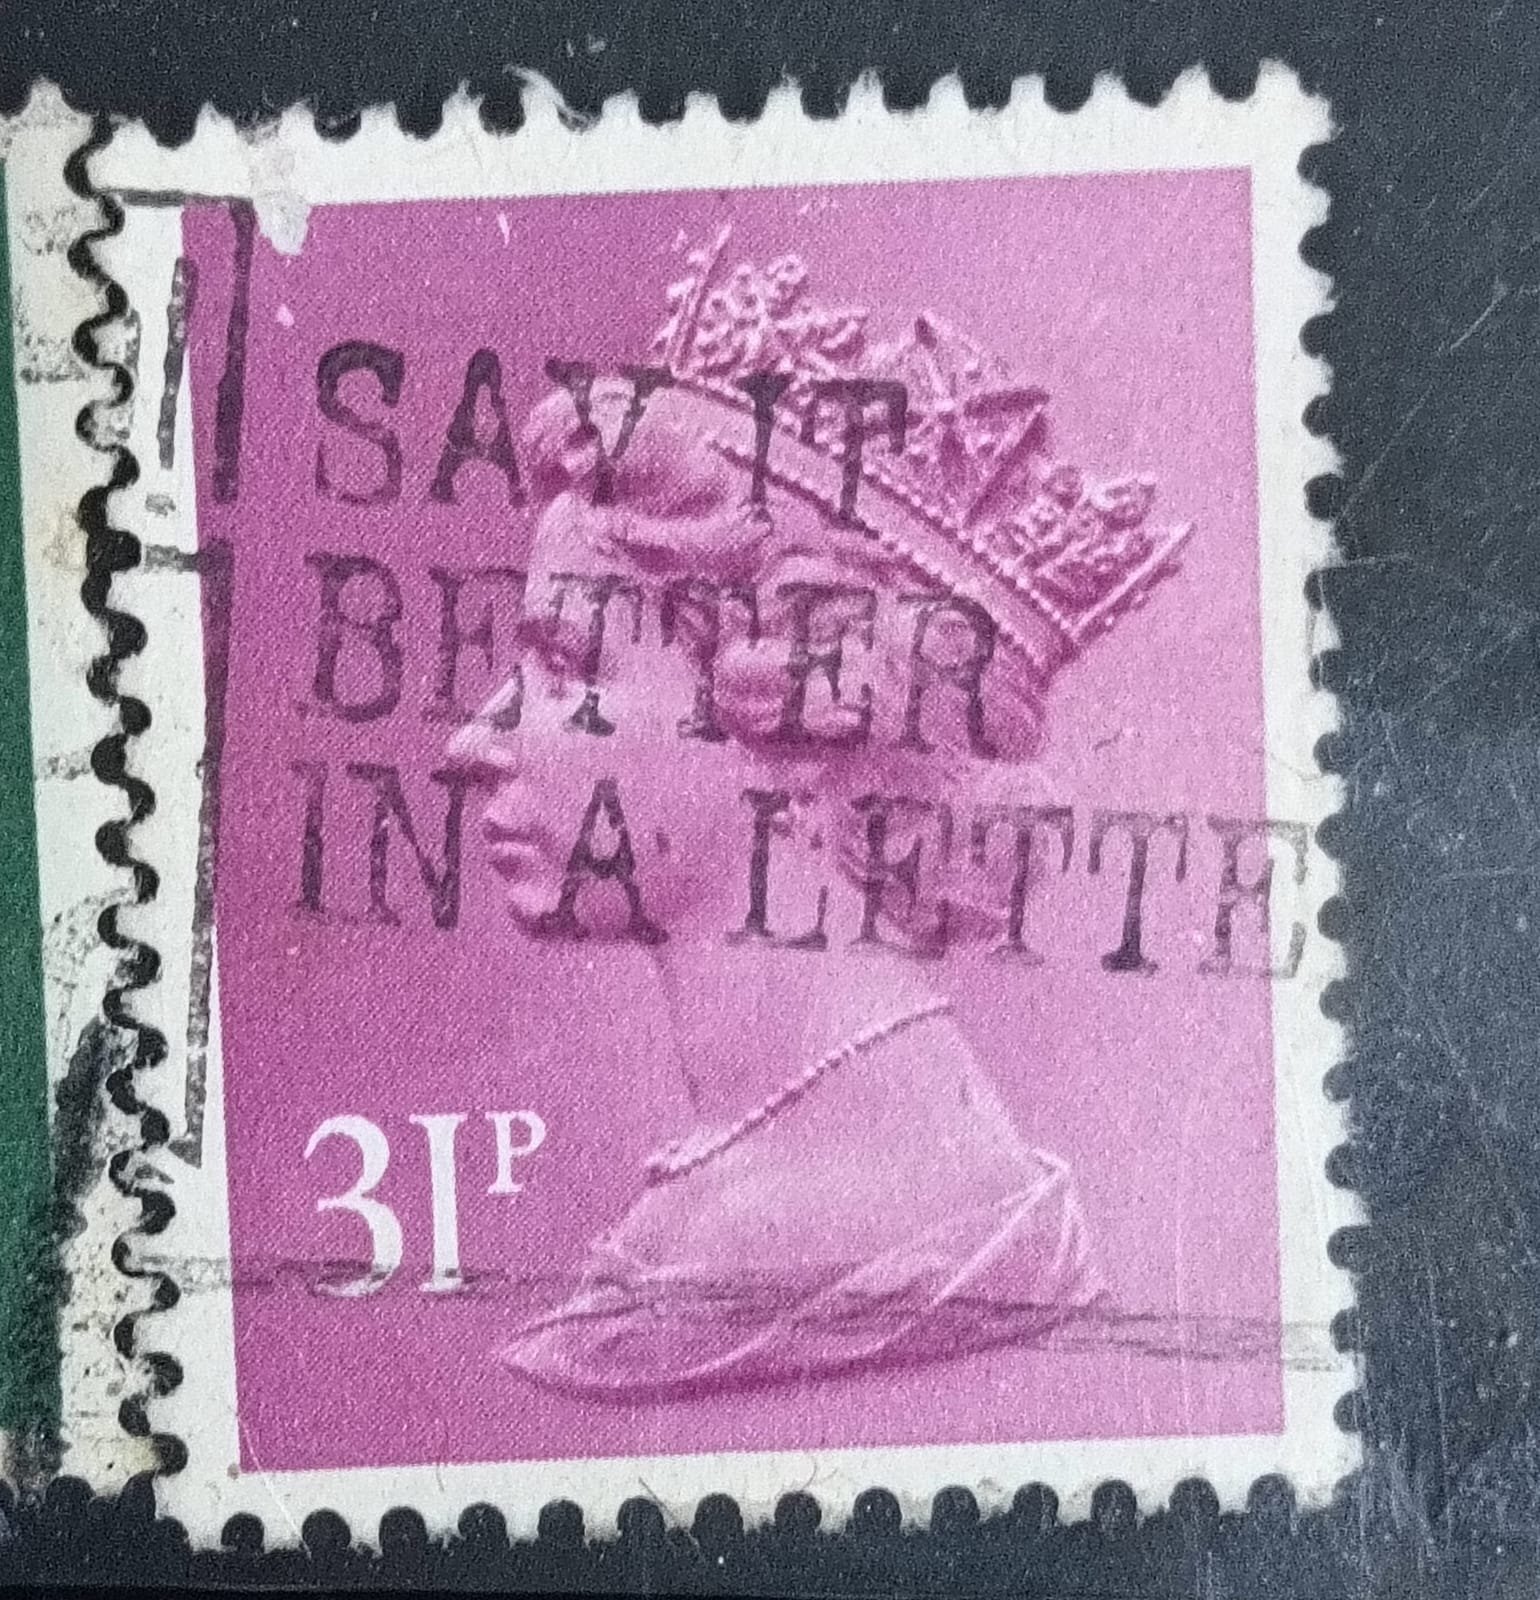 SAY IT
BETTER
IN A LETTE
31P